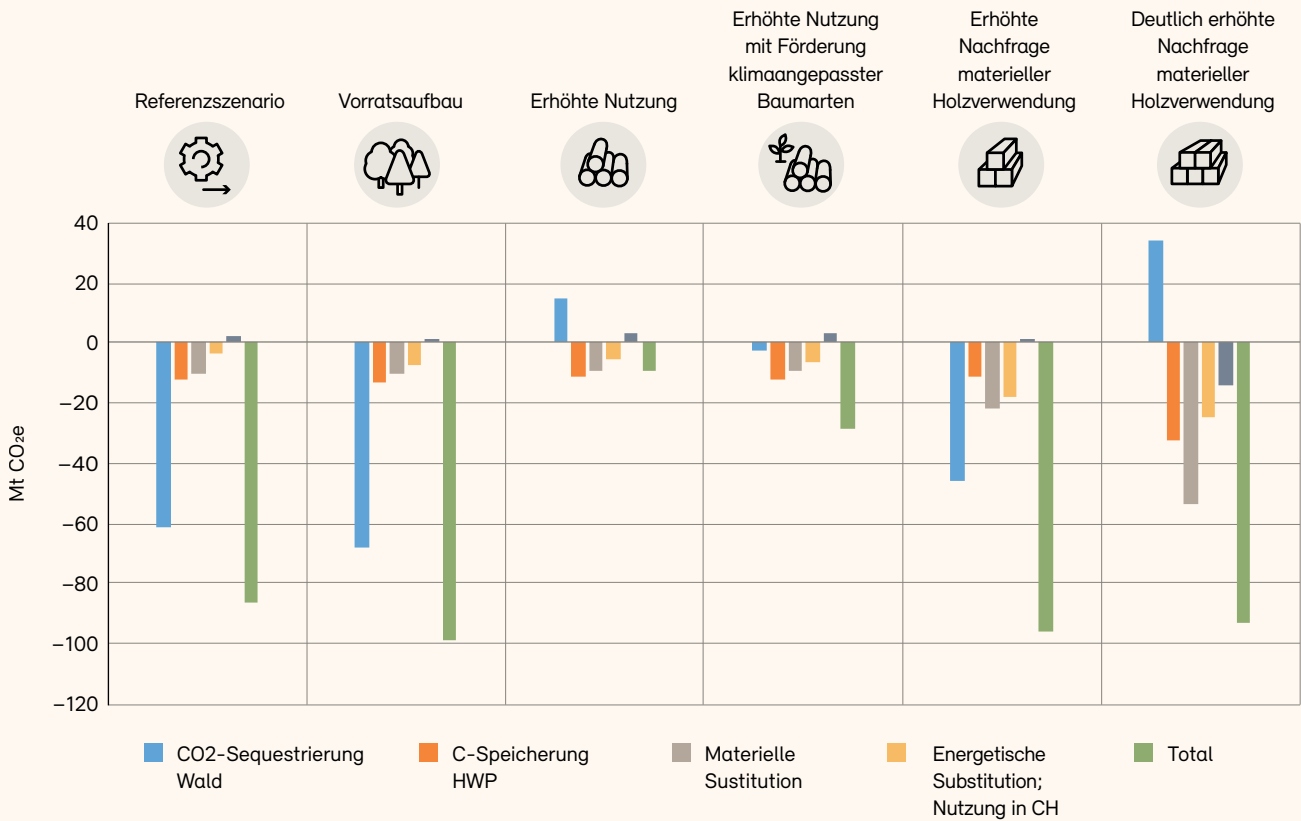 Referenzszenario
Vorratsaufbau
Erhöhte Nutzung
Erhöhte Nutzung
mit Förderung
klimaangepasster
Baumarten
Erhöhte
Nachfrage
materieller
Holzverwendung
Deutlich erhöhte
Nachfrage
materieller
Holzverwendung
Mt CO₂e
40
20
0
–20
–40
–60
–80
–100
–120
CO2-Sequestrierung
Wald
C-Speicherung
HWP
Materielle
Sustitution
Energetische
Substitution;
Nutzung in CH
Total